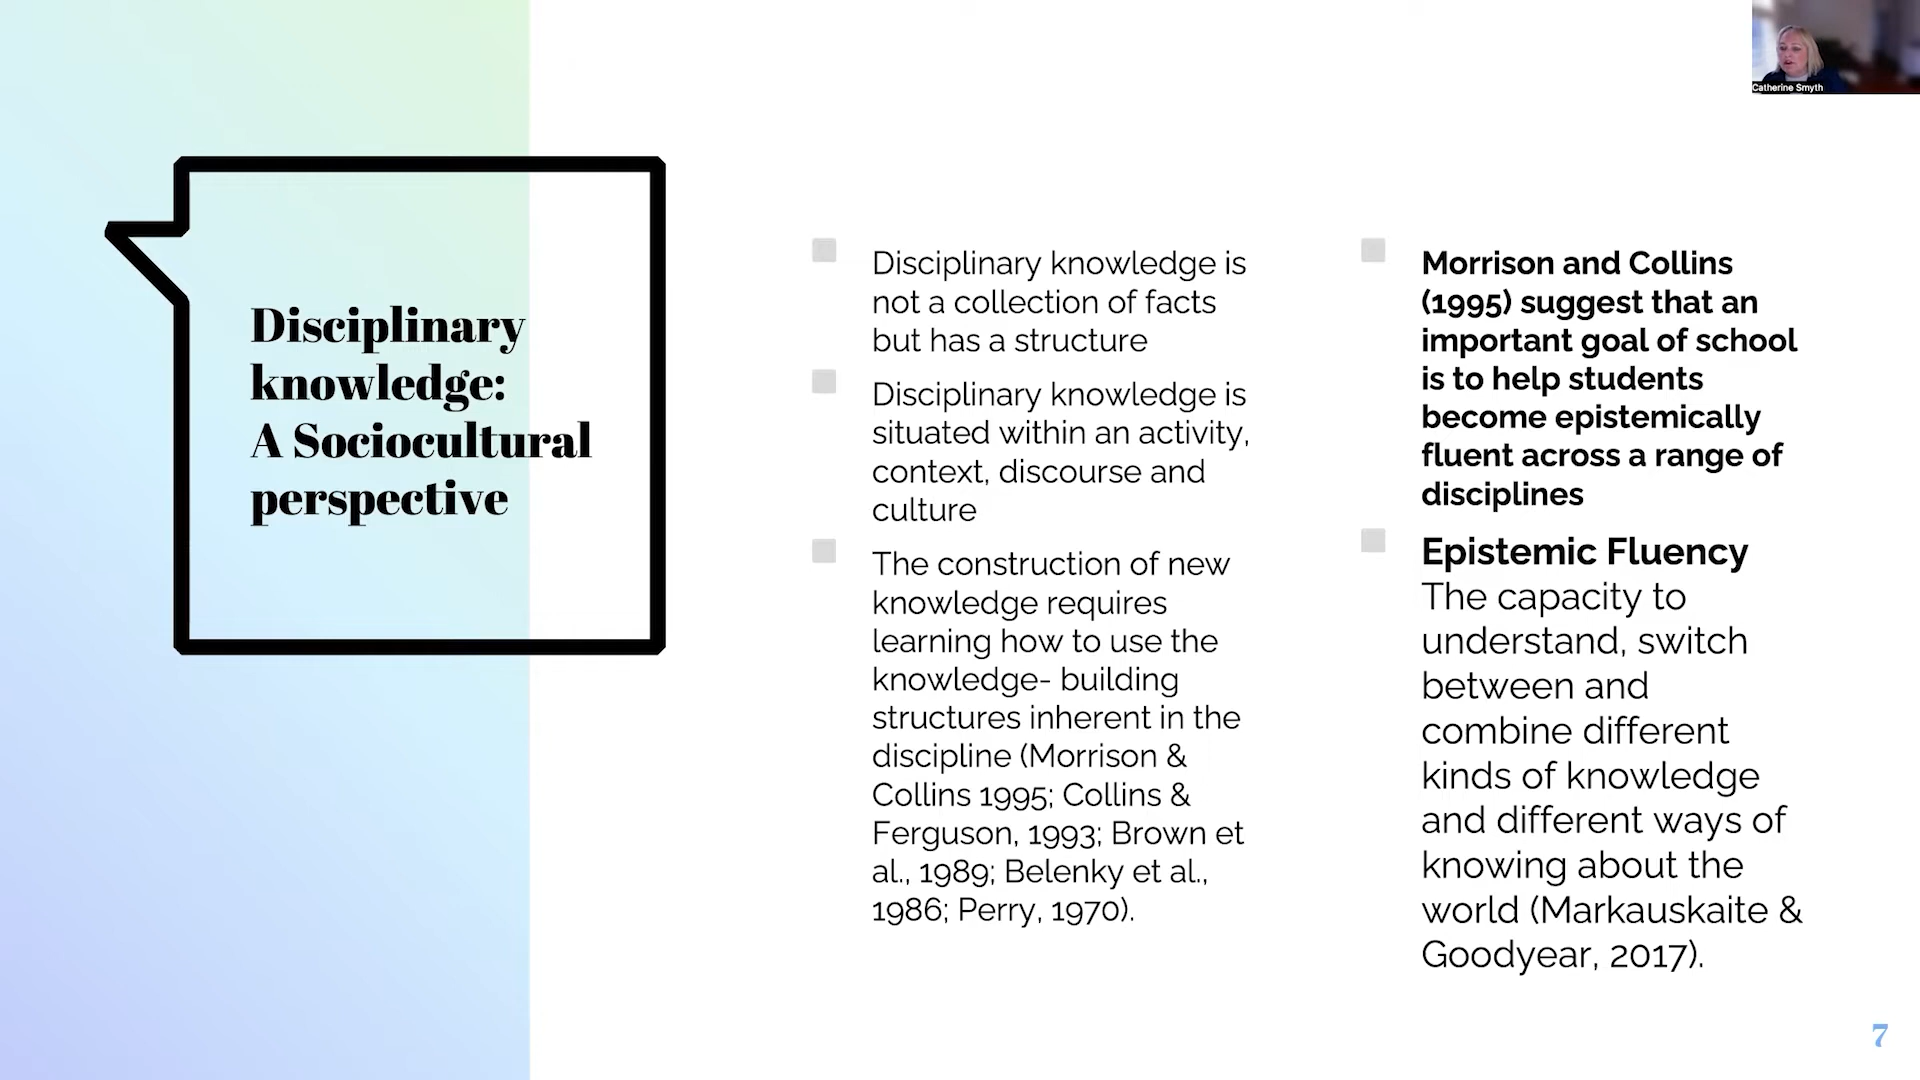 Catherine Smyth
Disciplinary
knowledge:
A Sociocultural
perspective
Disciplinary knowledge is
not a collection of facts
but has a structure
Disciplinary knowledge is
situated within an activity,
context, discourse and
culture
The construction of new
knowledge requires
learning how to use the
knowledge- building
structures inherent in the
discipline (Morrison &
Collins 1995; Collins &
Ferguson, 1993; Brown et
al., 1989; Belenky et al.,
1986; Perry, 1970).
Morrison and Collins
(1995) suggest that an
important goal of school
is to help students
become epistemically
fluent across a range of
disciplines
Epistemic Fluency
The capacity to
understand, switch
between and
combine different
kinds of knowledge
and different ways of
knowing about the
world (Markauskaite &
Goodyear, 2017).
7